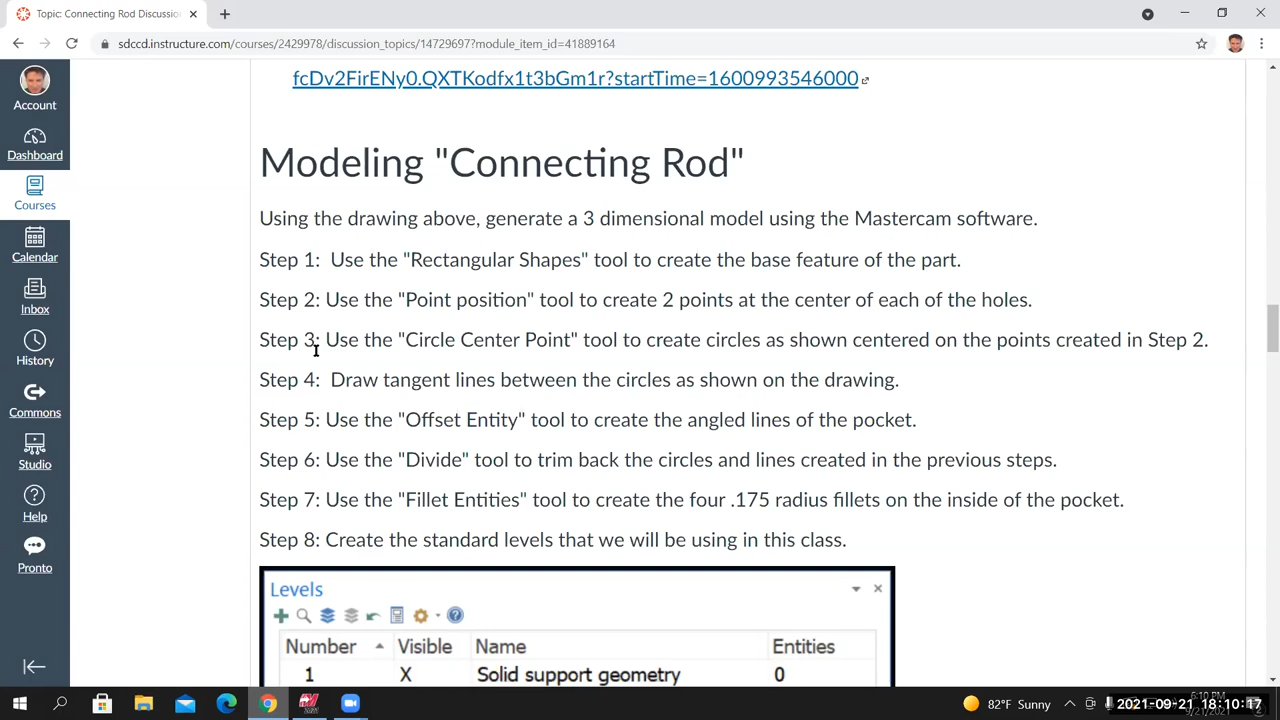 Topic: Connecting Rod Discussio
sdccd.instructure.com/courses/2429978/discussion_topics/14729697?module_item_id=41889164
Account
Dashboard
Courses
Calendar
Inbox
History
Commons
Studio
Help
Pronto
fcDv2FirENy0.QXTKodfx1t3bGm1r?startTime=1600993546000
Modeling "Connecting Rod"
Using the drawing above, generate a 3 dimensional model using the Mastercam software.
Step 1:  Use the "Rectangular Shapes" tool to create the base feature of the part.
Step 2: Use the "Point position" tool to create 2 points at the center of each of the holes.
Step 3: Use the "Circle Center Point" tool to create circles as shown centered on the points created in Step 2.
Step 4:  Draw tangent lines between the circles as shown on the drawing.
Step 5: Use the "Offset Entity" tool to create the angled lines of the pocket.
Step 6: Use the "Divide" tool to trim back the circles and lines created in the previous steps.
Step 7: Use the "Fillet Entities" tool to create the four .175 radius fillets on the inside of the pocket.
Step 8: Create the standard levels that we will be using in this class.
Levels
Number Visible Name Entities
1 X Solid support geometry 0
82°F Sunny
6:10 PM
2021-09-21 18:10:17
9/21/2021